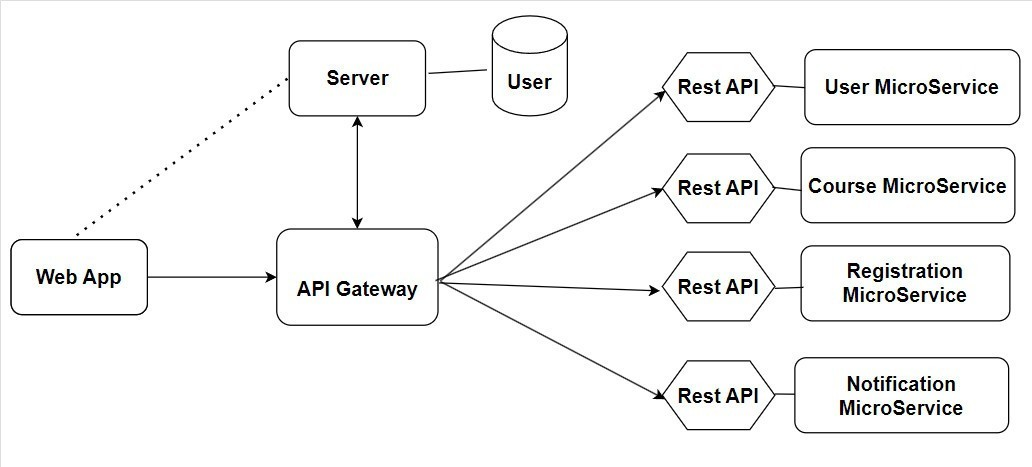 Server
User
Web App
API Gateway
Rest API
User MicroService
Rest API
Course MicroService
Rest API
Registration
MicroService
Rest API
Notification
MicroService